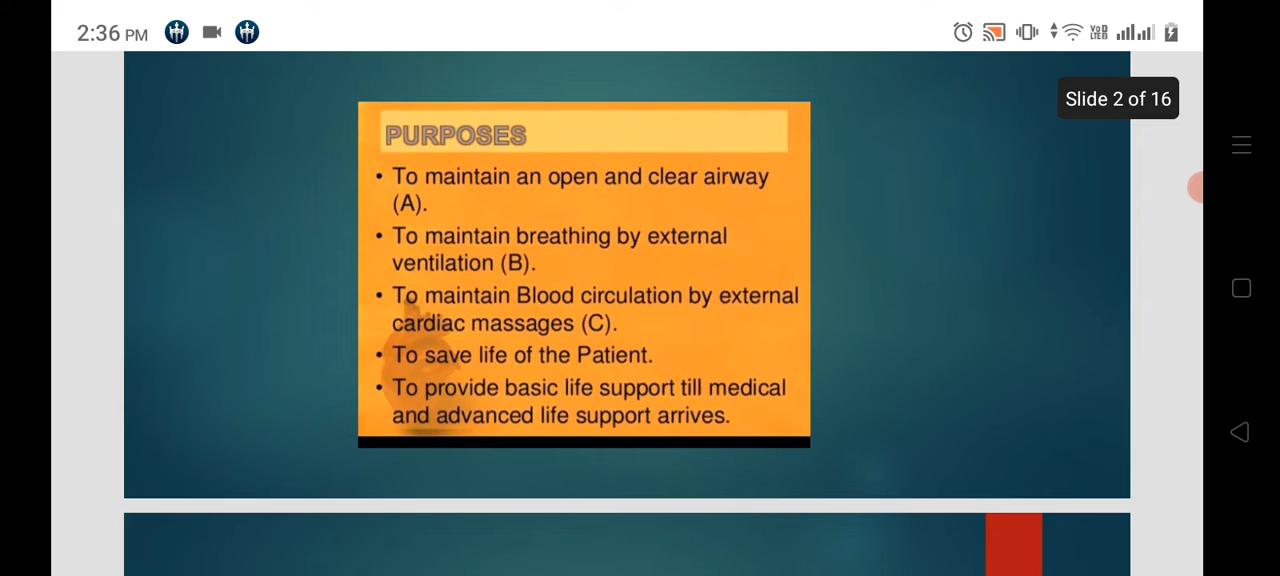 2:36 PM
VoD
LTE
Slide 2 of 16
PURPOSES
• To maintain an open and clear airway
(A).
• To maintain breathing by external
ventilation (B).
• To maintain Blood circulation by external
cardiac massages (C).
• To save life of the Patient.
• To provide basic life support till medical
and advanced life support arrives.